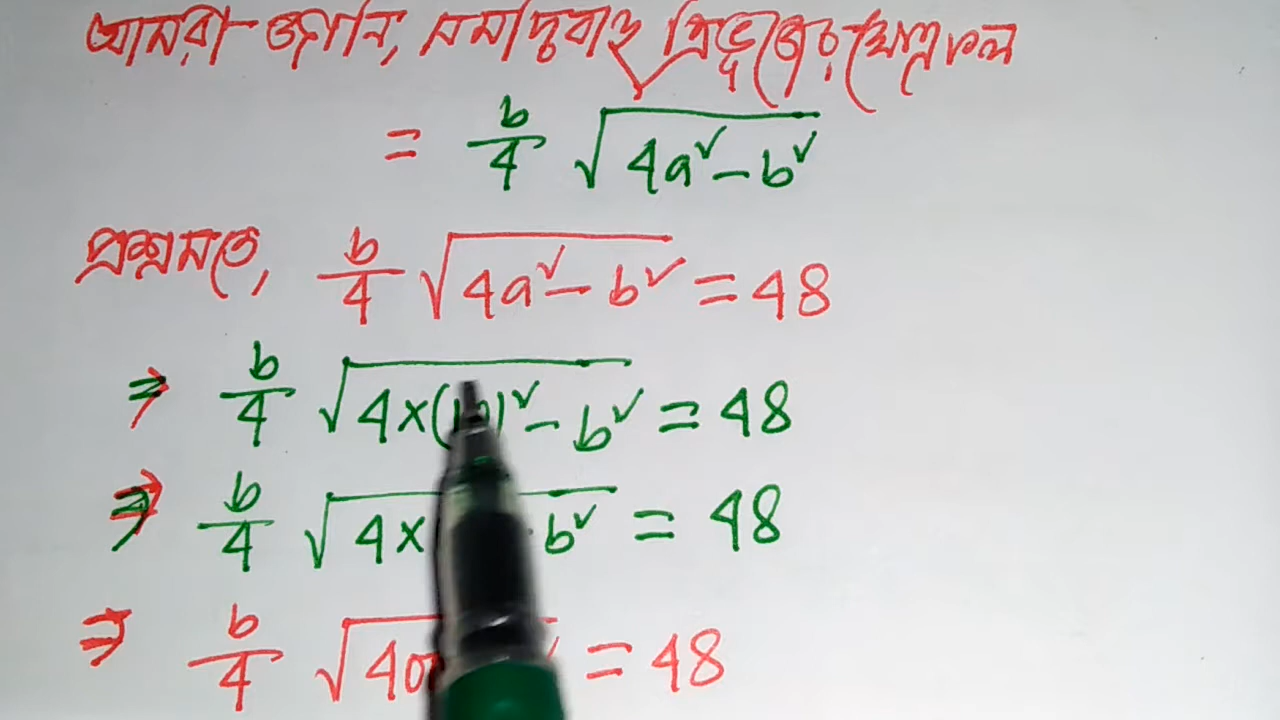 আমরা জানি, সমদ্বিবাহু ত্রিভুজের ক্ষেত্রফল
= b/4 √(4a² - b²)
প্রশ্নমতে, b/4 √(4a² - b²) = 48
⇒ b/4 √(4×(10)² - b²) = 48
⇒ b/4 √(4× b² = 48
⇒ b/4 √(40 = 48